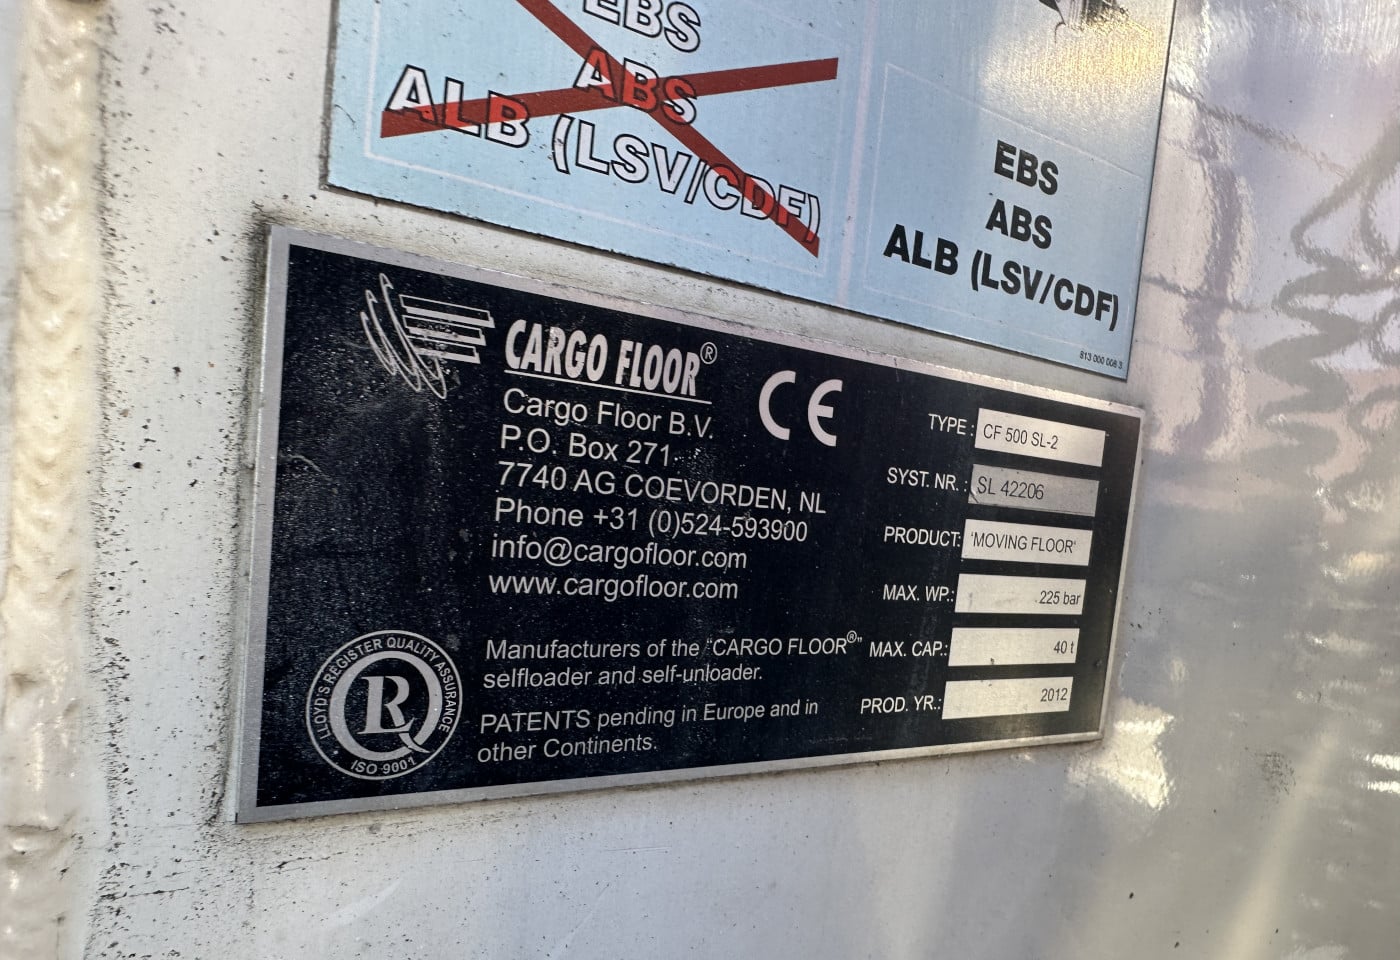 EBS
ABS
ALB (LSV/CDF)
EBS
ABS
ALB (LSV/CDF)
813 000 008 3
CARGO FLOOR®
Cargo Floor B.V.
P.O. Box 271
7740 AG COEVORDEN, NL
Phone +31 (0)524-593900
info@cargofloor.com
www.cargofloor.com
CE
Manufacturers of the "CARGO FLOOR®"
selfloader and self-unloader.
PATENTS pending in Europe and in
other Continents.
LLOYD'S REGISTER QUALITY ASSURANCE
LRQ
ISO 9001
TYPE : CF 500 SL-2
SYST. NR. : SL 42206
PRODUCT: 'MOVING FLOOR'
MAX. WP.: 225 bar
MAX. CAP.: 40 t
PROD. YR.: 2012